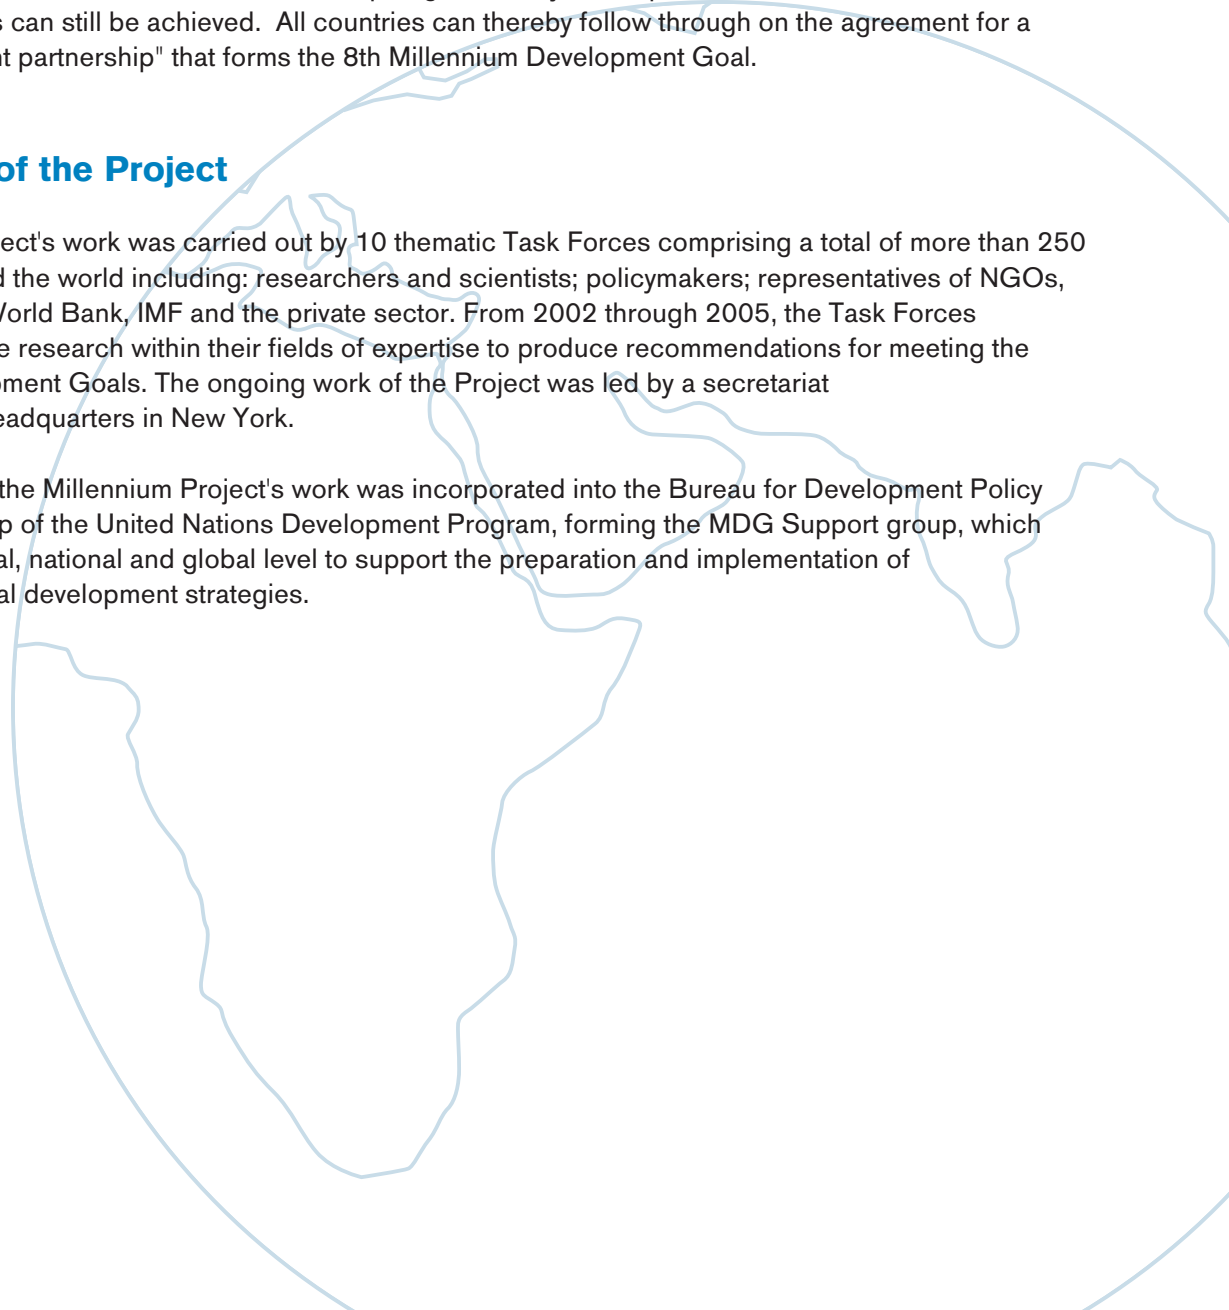 can still be achieved.  All countries can thereby follow through on the agreement for a
partnership" that forms the 8th Millennium Development Goal.
of the Project
ect's work was carried out by 10 thematic Task Forces comprising a total of more than 250
the world including: researchers and scientists; policymakers; representatives of NGOs,
World Bank, IMF and the private sector. From 2002 through 2005, the Task Forces
research within their fields of expertise to produce recommendations for meeting the
ment Goals. The ongoing work of the Project was led by a secretariat
eadquarters in New York.
the Millennium Project's work was incorporated into the Bureau for Development Policy
p of the United Nations Development Program, forming the MDG Support group, which
al, national and global level to support the preparation and implementation of
al development strategies.